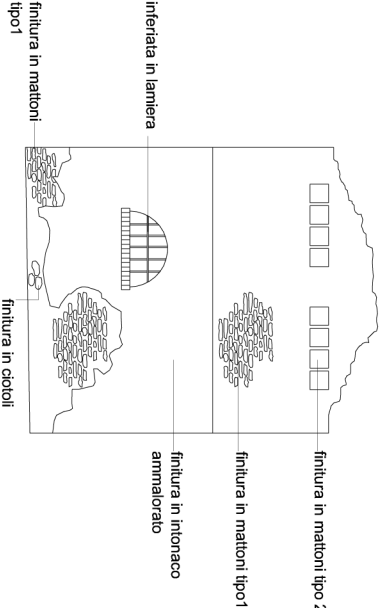 inferiata in lamiera
finitura in mattoni
tipo1
finitura in mattoni tipo 2
finitura in mattoni tipo1
finitura in intonaco
ammalorato
finitura in ciotoli